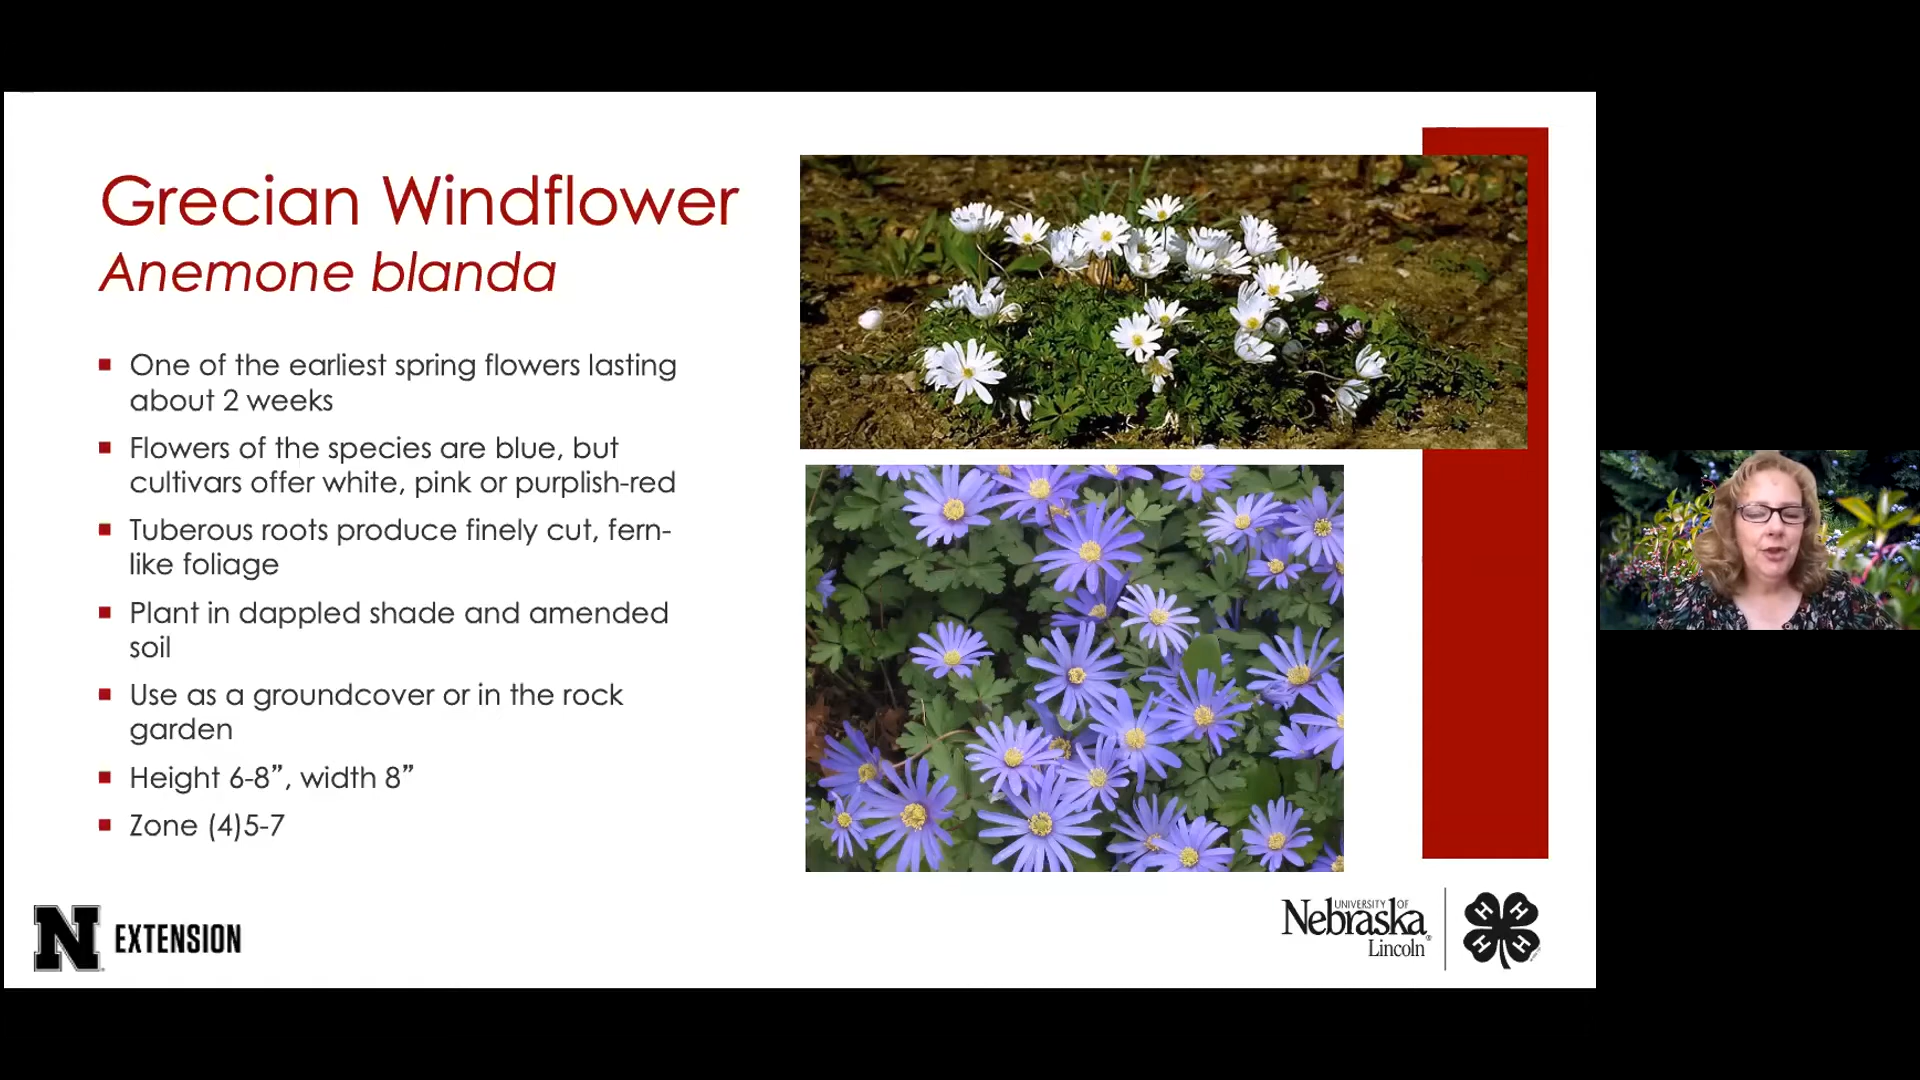 Grecian Windflower
Anemone blanda
One of the earliest spring flowers lasting
about 2 weeks
Flowers of the species are blue, but
cultivars offer white, pink or purplish-red
Tuberous roots produce finely cut, fern-
like foliage
Plant in dappled shade and amended
soil
Use as a groundcover or in the rock
garden
Height 6-8”, width 8”
Zone (4)5-7
N EXTENSION
UNIVERSITY OF
Nebraska®
Lincoln
H H
H H